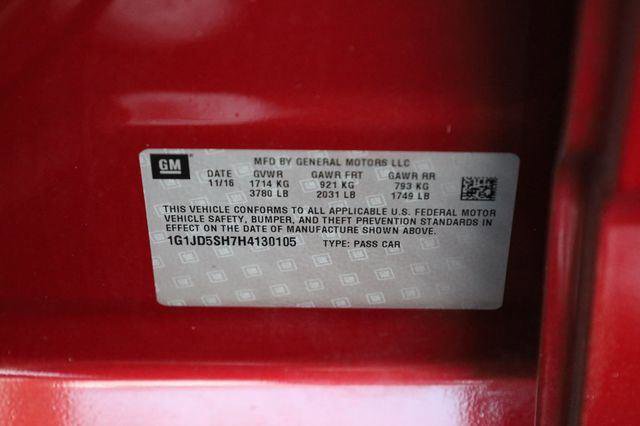 GM
MFD BY GENERAL MOTORS LLC
DATE GVWR GAWR FRT GAWR RR
11/16 1714 KG 921 KG 793 KG
3780 LB 2031 LB 1749 LB
THIS VEHICLE CONFORMS TO ALL APPLICABLE U.S. FEDERAL MOTOR
VEHICLE SAFETY, BUMPER, AND THEFT PREVENTION STANDARDS IN
EFFECT ON THE DATE OF MANUFACTURE SHOWN ABOVE.
1G1JD5SH7H4130105 TYPE: PASS CAR